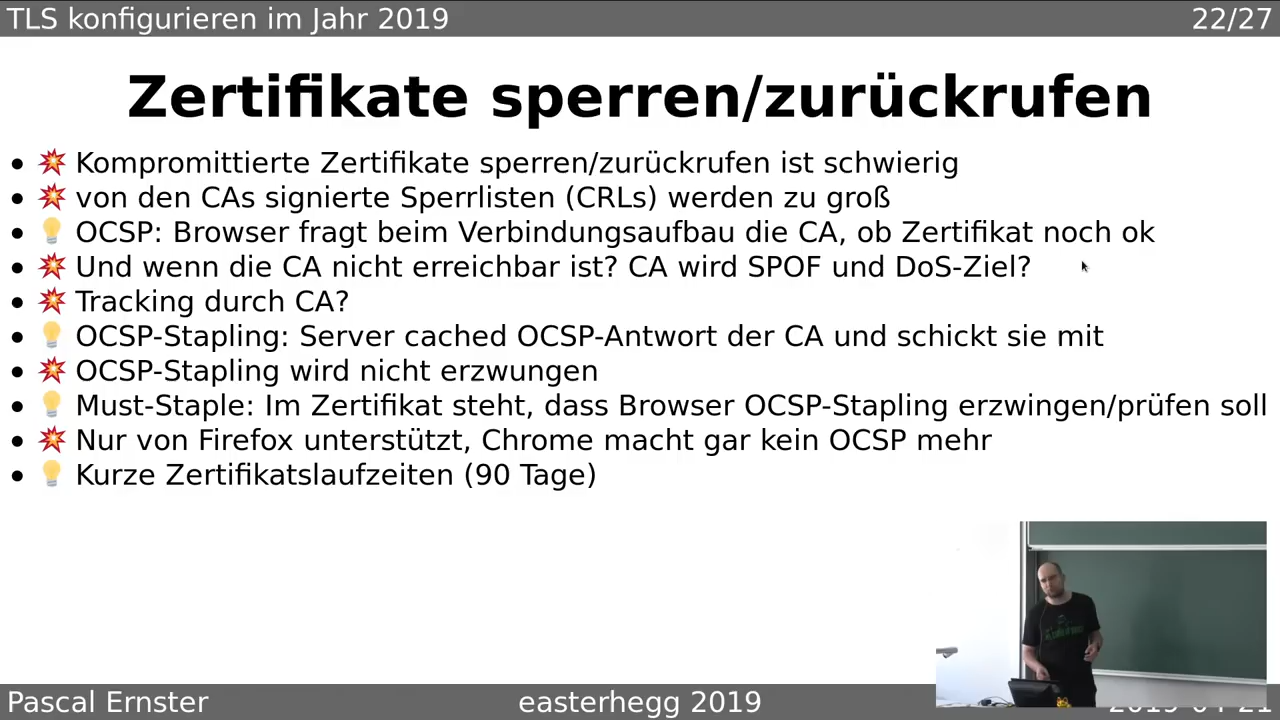 TLS konfigurieren im Jahr 2019
22/27
Zertifikate sperren/zurückrufen
• 💥 Kompromittierte Zertifikate sperren/zurückrufen ist schwierig
• 💥 von den CAs signierte Sperrlisten (CRLs) werden zu groß
• 💡 OCSP: Browser fragt beim Verbindungsaufbau die CA, ob Zertifikat noch ok
• 💥 Und wenn die CA nicht erreichbar ist? CA wird SPOF und DoS-Ziel?
• 💥 Tracking durch CA?
• 💡 OCSP-Stapling: Server cached OCSP-Antwort der CA und schickt sie mit
• 💥 OCSP-Stapling wird nicht erzwungen
• 💡 Must-Staple: Im Zertifikat steht, dass Browser OCSP-Stapling erzwingen/prüfen soll
• 💥 Nur von Firefox unterstützt, Chrome macht gar kein OCSP mehr
• 💡 Kurze Zertifikatslaufzeiten (90 Tage)
Pascal Ernster
easterhegg 2019
2019-04-21